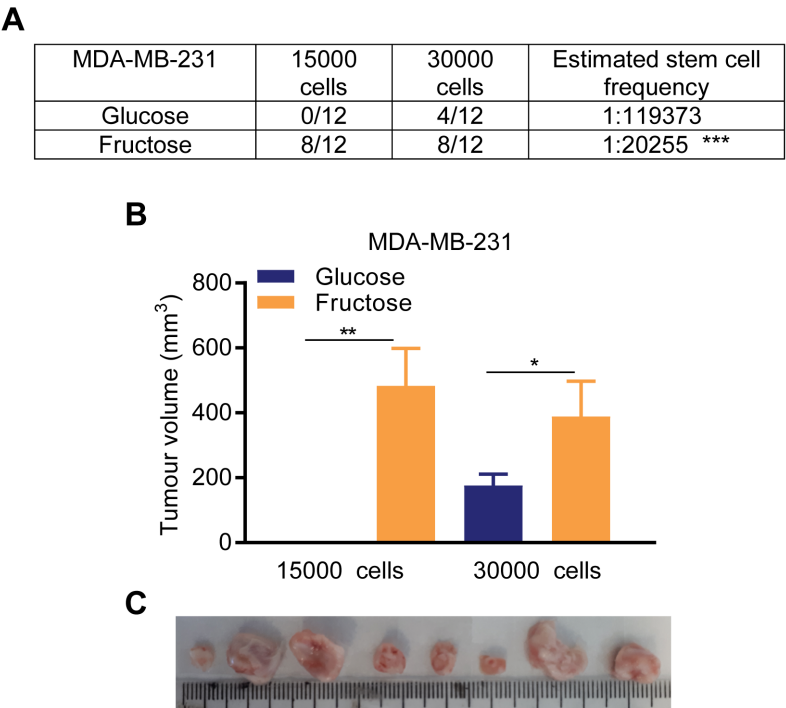 A
MDA-MB-231 15000 cells 30000 cells Estimated stem cell frequency
Glucose 0/12 4/12 1:119373
Fructose 8/12 8/12 1:20255 ***
B
MDA-MB-231
Glucose
Fructose
Tumour volume (mm³)
800
600
400
200
0
**
*
15000 cells 30000 cells
C